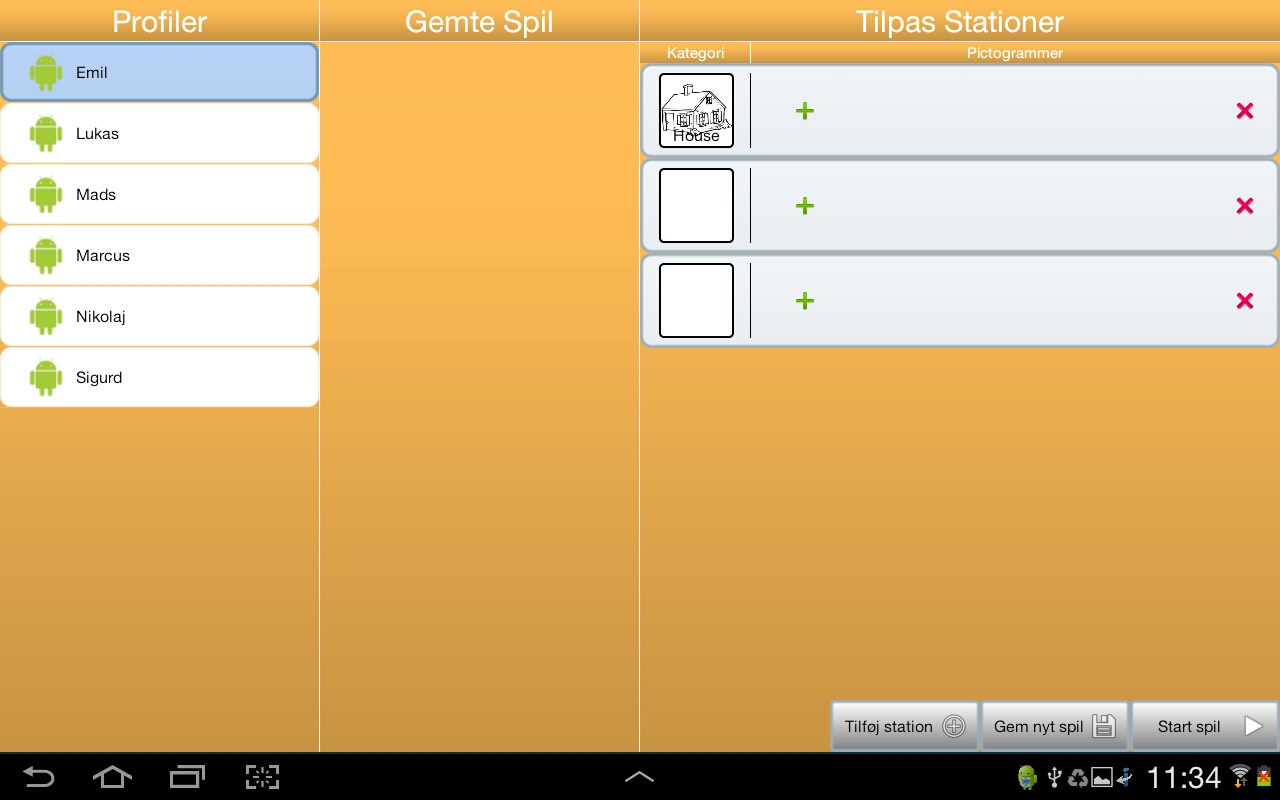 Profiler
Gemte Spil
Tilpas Stationer
Kategori
Pictogrammer
Emil
Lukas
Mads
Marcus
Nikolaj
Sigurd
House
Tilføj station
Gem nyt spil
Start spil
11:34